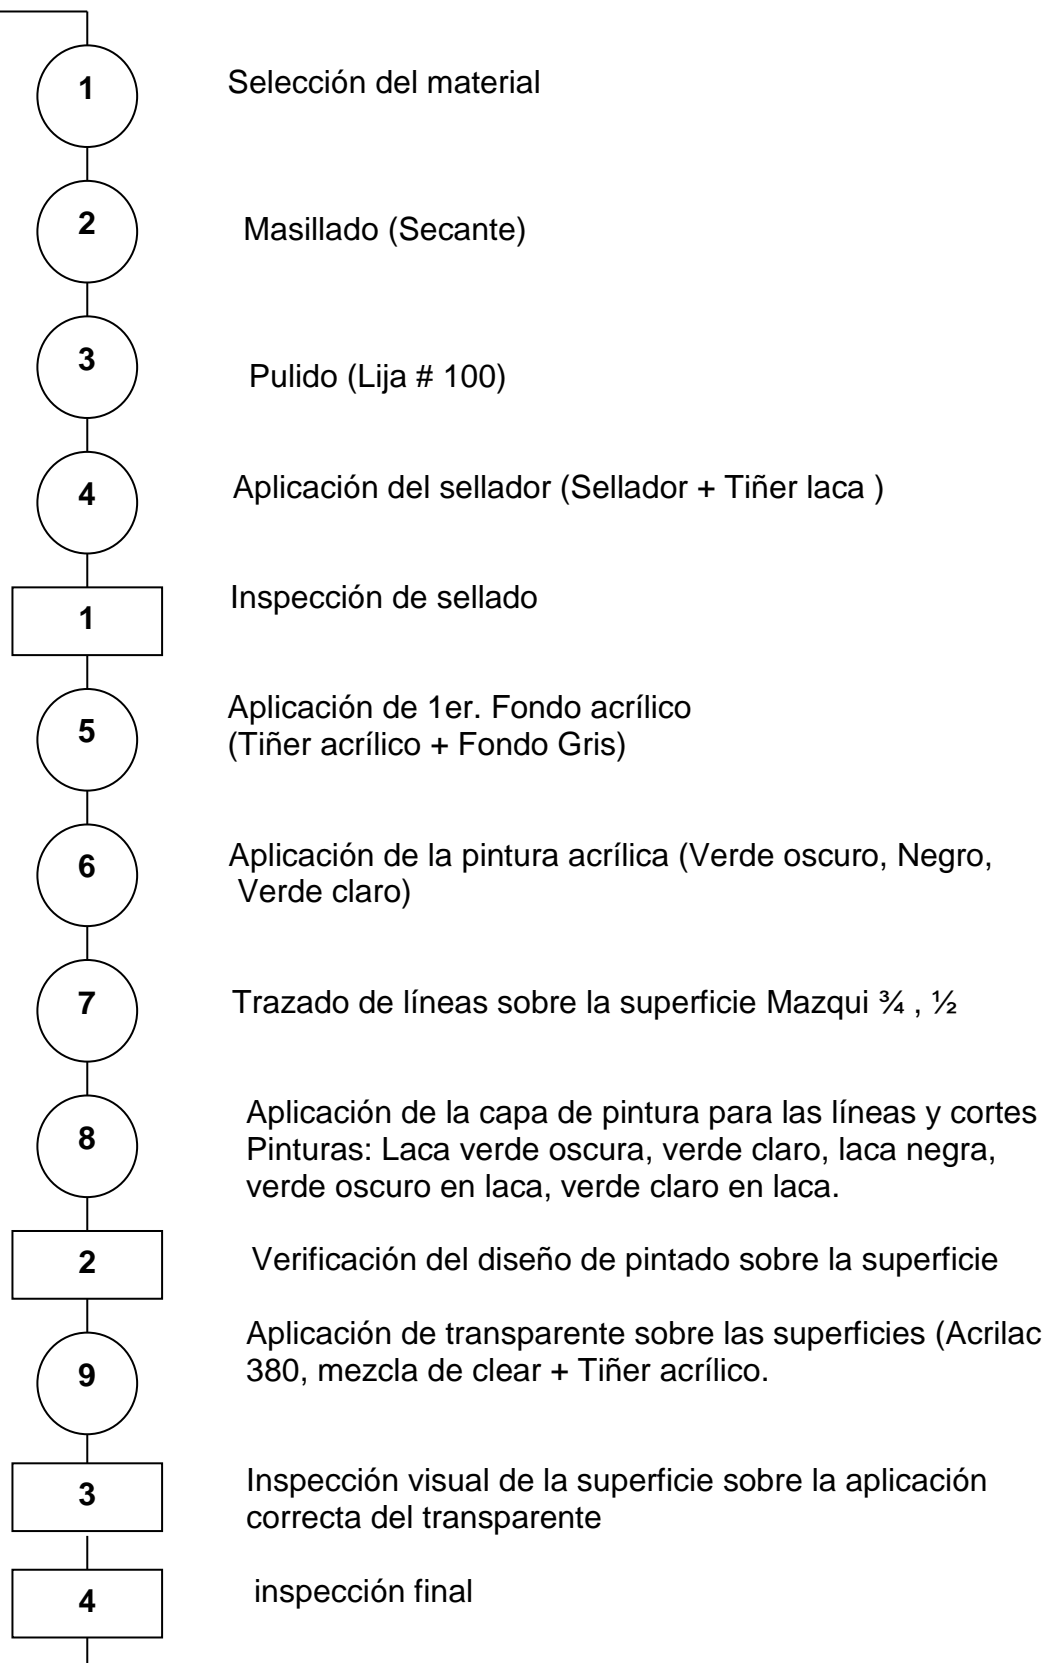 1
Selección del material
2
Masillado (Secante)
3
Pulido (Lija # 100)
4
Aplicación del sellador (Sellador + Tiñer laca )
1
Inspección de sellado
5
Aplicación de 1er. Fondo acrílico
(Tiñer acrílico + Fondo Gris)
6
Aplicación de la pintura acrílica (Verde oscuro, Negro,
Verde claro)
7
Trazado de líneas sobre la superficie Mazqui ¾ , ½
8
Aplicación de la capa de pintura para las líneas y cortes
Pinturas: Laca verde oscura, verde claro, laca negra,
verde oscuro en laca, verde claro en laca.
2
Verificación del diseño de pintado sobre la superficie
9
Aplicación de transparente sobre las superficies (Acrilac
380, mezcla de clear + Tiñer acrílico.
3
Inspección visual de la superficie sobre la aplicación
correcta del transparente
4
inspección final